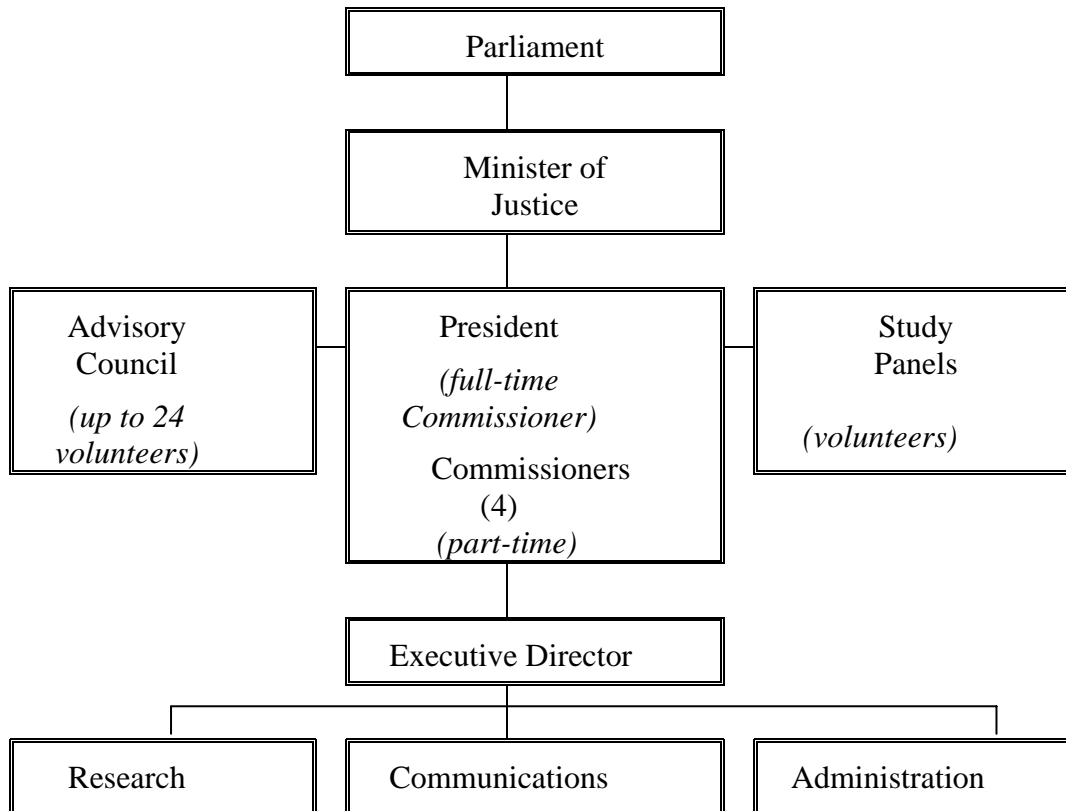 Parliament
Minister of
Justice
Advisory
Council
(up to 24
volunteers)
President
(full-time
Commissioner)
Commissioners
(4)
(part-time)
Study
Panels
(volunteers)
Executive Director
Research
Communications
Administration